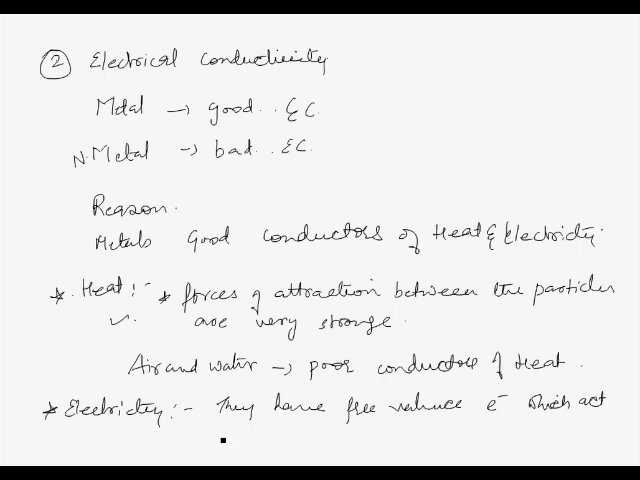 ② Electrical conductivity
Metal → good .. EC.
N.Metal → bad .. EC.
Reason.
Metals Good conductors of Heat & Electricity.
* Heat :- * forces of attraction between the particles
are very strong.
Air and water → poor conductors of Heat.
* Electricity :- They have free valence e⁻ which act